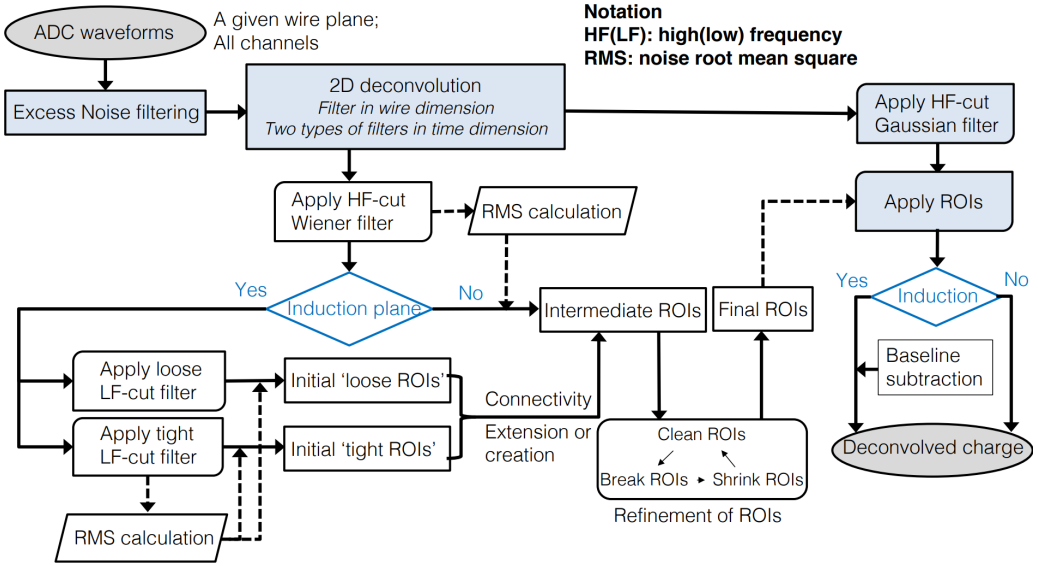 ADC waveforms
A given wire plane;
All channels
Notation
HF(LF): high(low) frequency
RMS: noise root mean square
Excess Noise filtering
2D deconvolution
Filter in wire dimension
Two types of filters in time dimension
Apply HF-cut
Gaussian filter
Apply HF-cut
Wiener filter
RMS calculation
Apply ROIs
Yes
Induction plane
No
Intermediate ROIs
Final ROIs
Yes
Induction
No
Baseline
subtraction
Apply loose
LF-cut filter
Initial ‘loose ROIs’
Connectivity
Extension or
creation
Apply tight
LF-cut filter
Initial ‘tight ROIs’
Clean ROIs
Break ROIs
Shrink ROIs
Refinement of ROIs
Deconvolved charge
RMS calculation